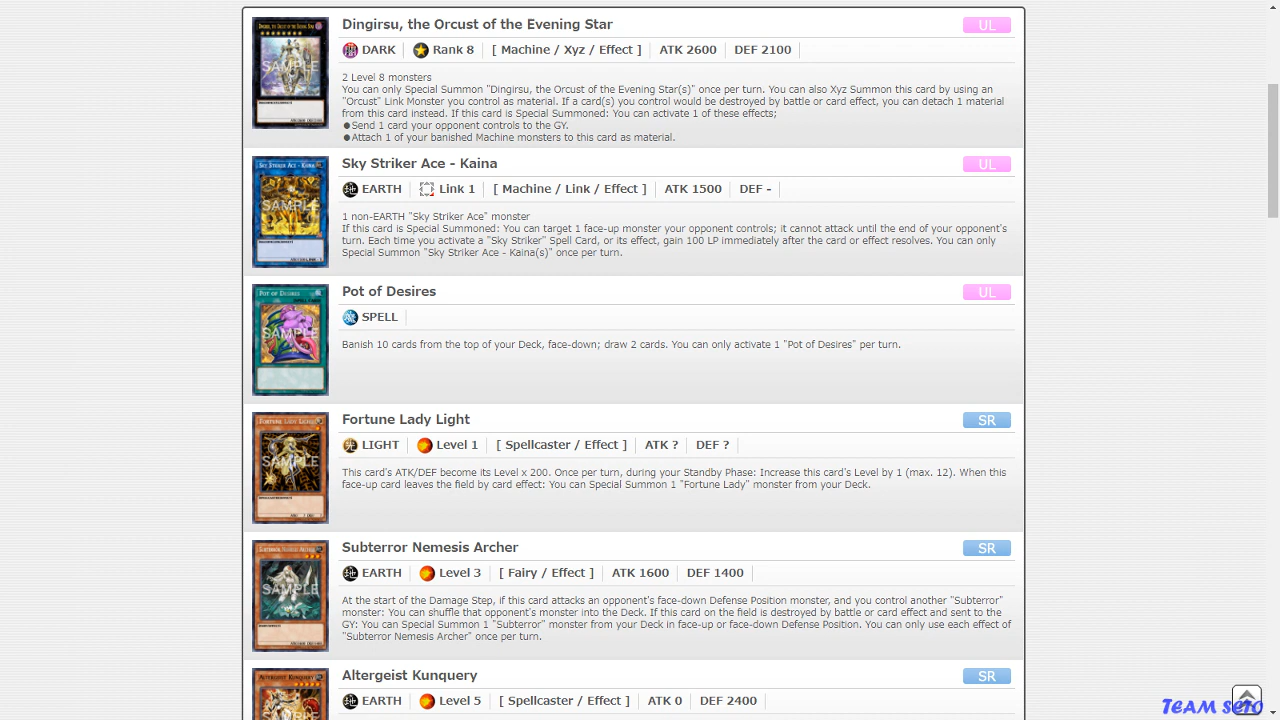 Dingirsu, the Orcust of the Evening Star
UL
DARK
Rank 8
[ Machine / Xyz / Effect ]
ATK 2600
DEF 2100
SAMPLE
2 Level 8 monsters
You can only Special Summon "Dingirsu, the Orcust of the Evening Star(s)" once per turn. You can also Xyz Summon this card by using an
"Orcust" Link Monster you control as material. If a card(s) you control would be destroyed by battle or card effect, you can detach 1 material
from this card instead. If this card is Special Summoned: You can activate 1 of these effects;
●Send 1 card your opponent controls to the GY.
●Attach 1 of your banished Machine monsters to this card as material.
Sky Striker Ace - Kaina
UL
EARTH
Link 1
[ Machine / Link / Effect ]
ATK 1500
DEF -
SAMPLE
1 non-EARTH "Sky Striker Ace" monster
If this card is Special Summoned: You can target 1 face-up monster your opponent controls; it cannot attack until the end of your opponent's
turn. Each time you activate a "Sky Striker" Spell Card, or effect, gain 100 LP immediately after that card or effect resolves. You can only
Special Summon "Sky Striker Ace - Kaina(s)" once per turn.
Pot of Desires
UL
SPELL
SAMPLE
Banish 10 cards from the top of your Deck, face-down; draw 2 cards. You can only activate 1 "Pot of Desires" per turn.
Fortune Lady Light
SR
LIGHT
Level 1
[ Spellcaster / Effect ]
ATK ?
DEF ?
SAMPLE
This card's ATK/DEF become its Level x 200. Once per turn, during your Standby Phase: Increase this card's Level by 1 (max. 12). When this
face-up card leaves the field by card effect: You can Special Summon 1 "Fortune Lady" monster from your Deck.
Subterror Nemesis Archer
SR
EARTH
Level 3
[ Fairy / Effect ]
ATK 1600
DEF 1400
SAMPLE
At the start of the Damage Step, if this card attacks an opponent's face-down Defense Position monster, and you control another "Subterror"
monster: You can shuffle that opponent's monster into the Deck. If this card in your possession is destroyed by battle or card effect and sent to the
GY: You can Special Summon 1 "Subterror" monster from your Deck in face-up or face-down Defense Position. You can only use this effect of
"Subterror Nemesis Archer" once per turn.
Altergeist Kunquery
SR
EARTH
Level 5
[ Spellcaster / Effect ]
ATK 0
DEF 2400
TEAM SETO